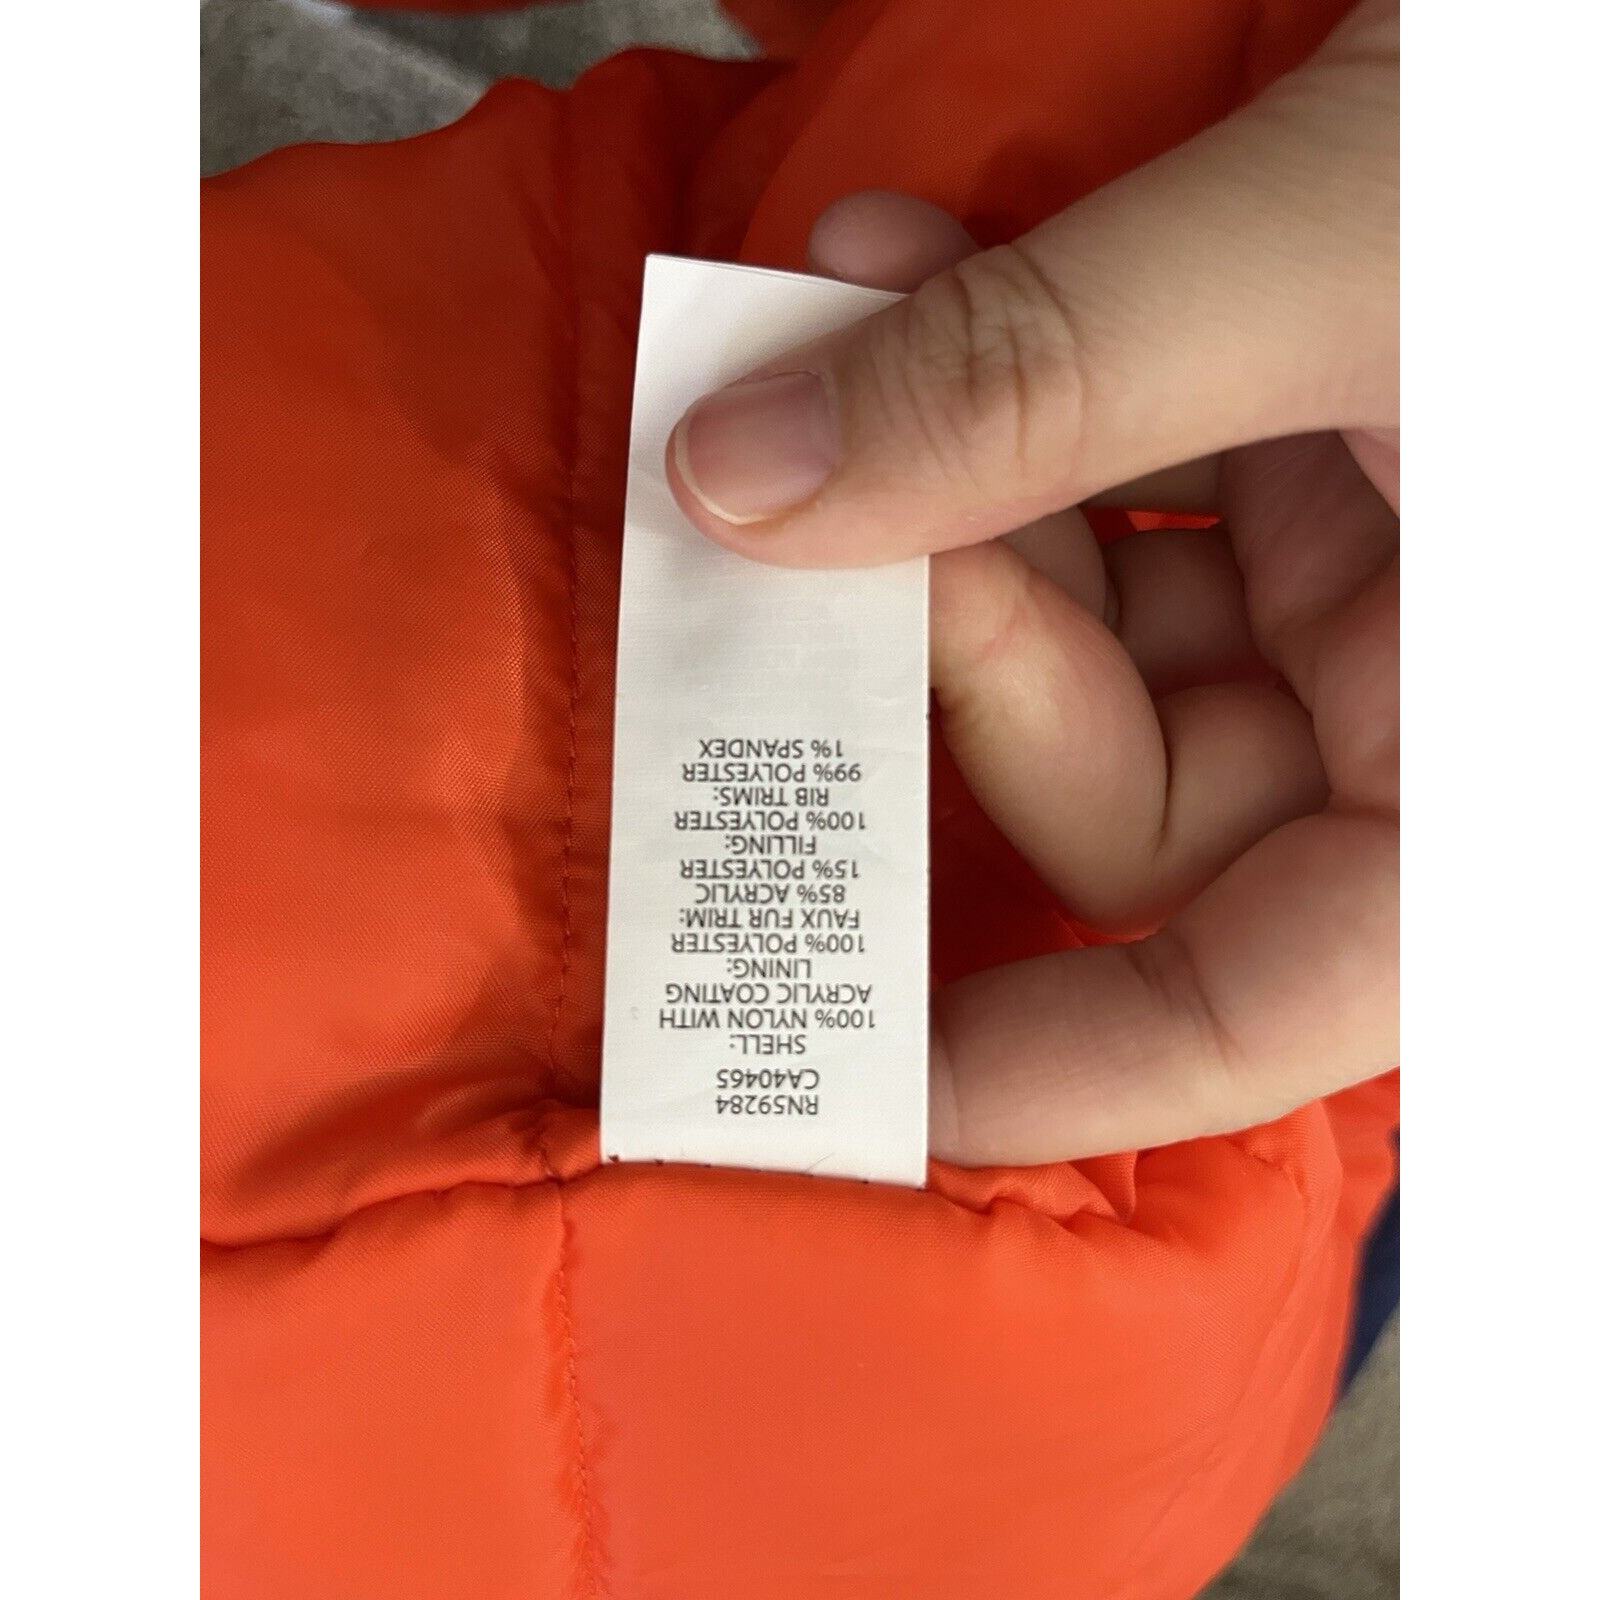 RN59284
CA40465
SHELL:
100% NYLON WITH
ACRYLIC COATING
LINING:
100% POLYESTER
FAUX FUR TRIM:
85% ACRYLIC
15% POLYESTER
FILLING:
100% POLYESTER
RIB TRIMS:
99% POLYESTER
1% SPANDEX